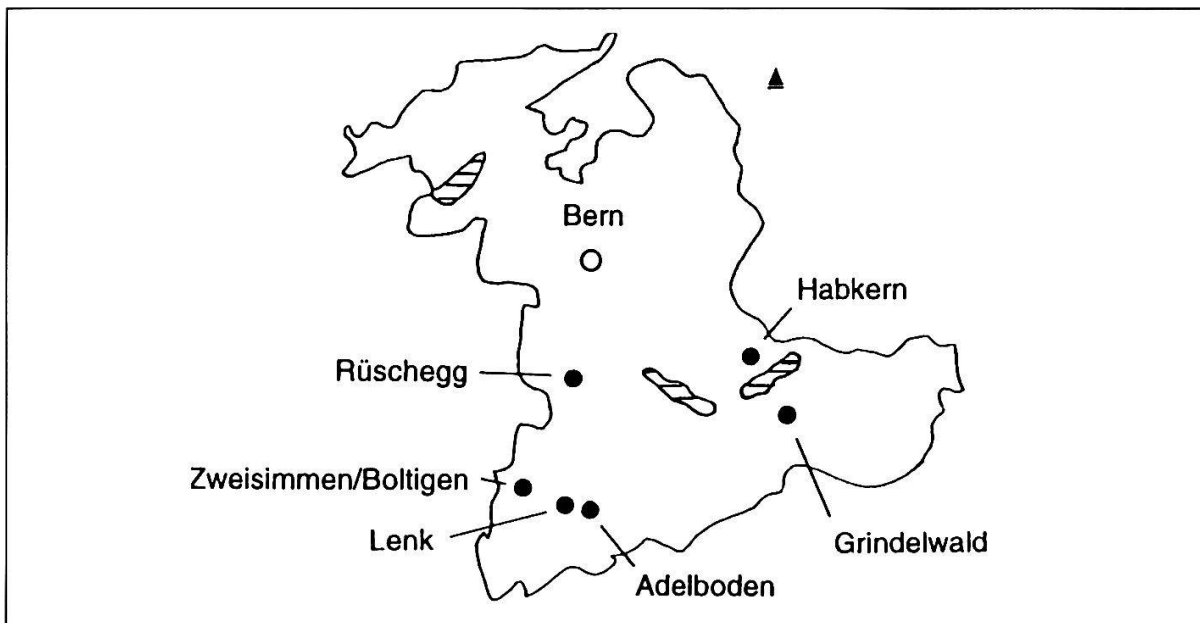 Bern
Habkern
Rüschegg
Zweisimmen/Boltigen
Lenk
Grindelwald
Adelboden